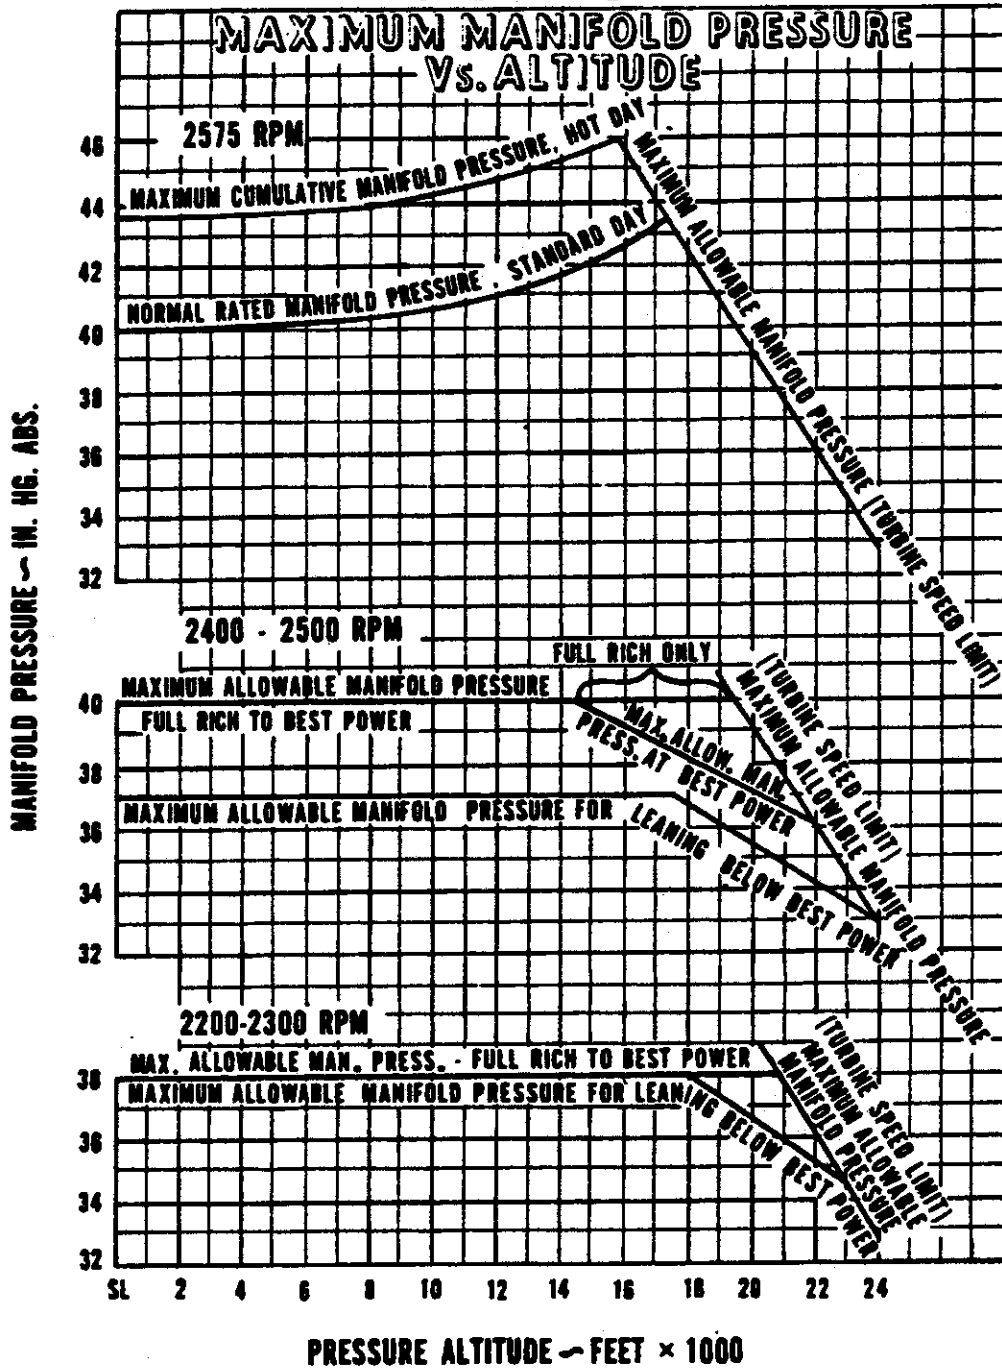 MAXIMUM MANIFOLD PRESSURE
Vs. ALTITUDE
2575 RPM
MAXIMUM CUMULATIVE MANIFOLD PRESSURE, HOT DAY
MAXIMUM ALLOWABLE MANIFOLD PRESSURE (TURBINE SPEED LIMIT)
NORMAL RATED MANIFOLD PRESSURE . STANDARD DAY
46
44
42
40
38
36
34
32
MANIFOLD PRESSURE ~ IN. HG. ABS.
2400 - 2500 RPM
FULL RICH ONLY
MAXIMUM ALLOWABLE MANIFOLD PRESSURE
FULL RICH TO BEST POWER
MAX. ALLOW. MAN.
PRESS. AT BEST POWER
(TURBINE SPEED LIMIT)
MAXIMUM ALLOWABLE MANIFOLD PRESSURE
MAXIMUM ALLOWABLE MANIFOLD PRESSURE FOR LEANING BELOW BEST POWER
40
38
36
34
32
2200-2300 RPM
MAX. ALLOWABLE MAN. PRESS. - FULL RICH TO BEST POWER
MAXIMUM ALLOWABLE MANIFOLD PRESSURE FOR LEANING BELOW BEST POWER
(TURBINE SPEED LIMIT)
MAXIMUM ALLOWABLE
MANIFOLD PRESSURE
38
36
34
32
SL 2 4 6 8 10 12 14 16 18 20 22 24
PRESSURE ALTITUDE ~ FEET × 1000